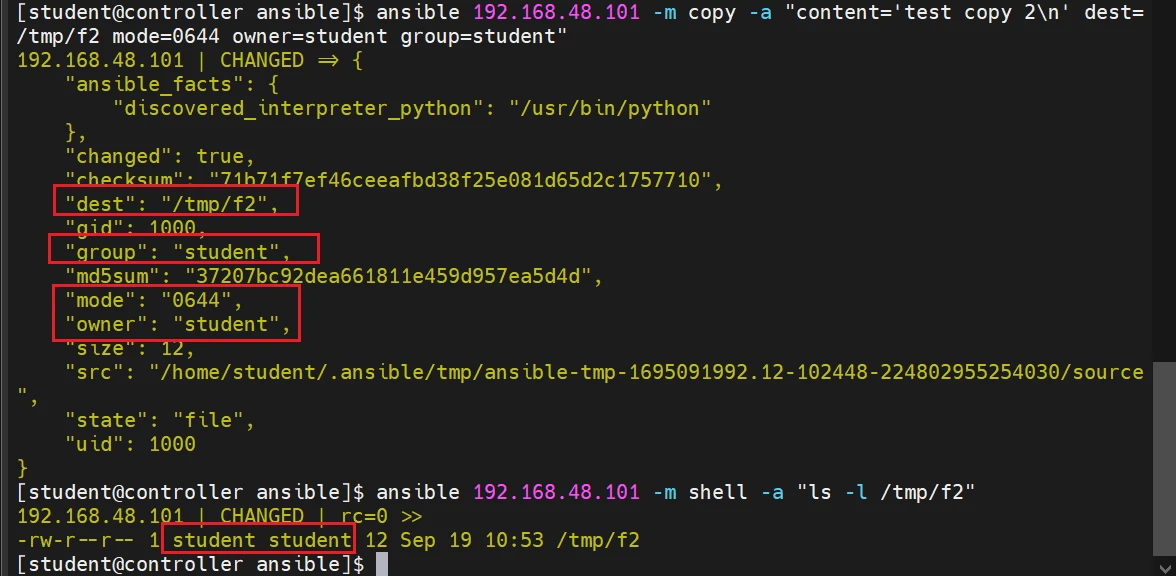 [student@controller ansible]$ ansible 192.168.48.101 -m copy -a "content='test copy 2\n' dest=
/tmp/f2 mode=0644 owner=student group=student"
192.168.48.101 | CHANGED => {
    "ansible_facts": {
        "discovered_interpreter_python": "/usr/bin/python"
    },
    "changed": true,
    "checksum": "71b71f7ef46ceeafbd38f25e081d65d2c1757710",
    "dest": "/tmp/f2",
    "gid": 1000,
    "group": "student",
    "md5sum": "37207bc92dea661811e459d957ea5d4d",
    "mode": "0644",
    "owner": "student",
    "size": 12,
    "src": "/home/student/.ansible/tmp/ansible-tmp-1695091992.12-102448-224802955254030/source
",
    "state": "file",
    "uid": 1000
}
[student@controller ansible]$ ansible 192.168.48.101 -m shell -a "ls -l /tmp/f2"
192.168.48.101 | CHANGED | rc=0 >>
-rw-r--r-- 1 student student 12 Sep 19 10:53 /tmp/f2
[student@controller ansible]$